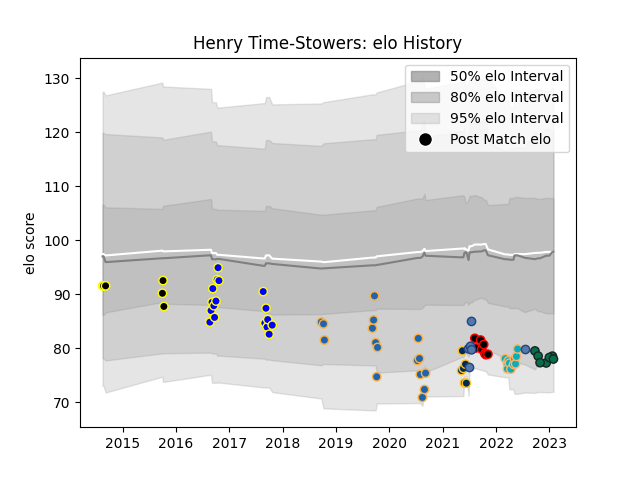 Henry Time-Stowers: elo History
50% elo Interval
80% elo Interval
95% elo Interval
Post Match elo
elo score
130
120
110
100
90
80
70
2015 2016 2017 2018 2019 2020 2021 2022 2023